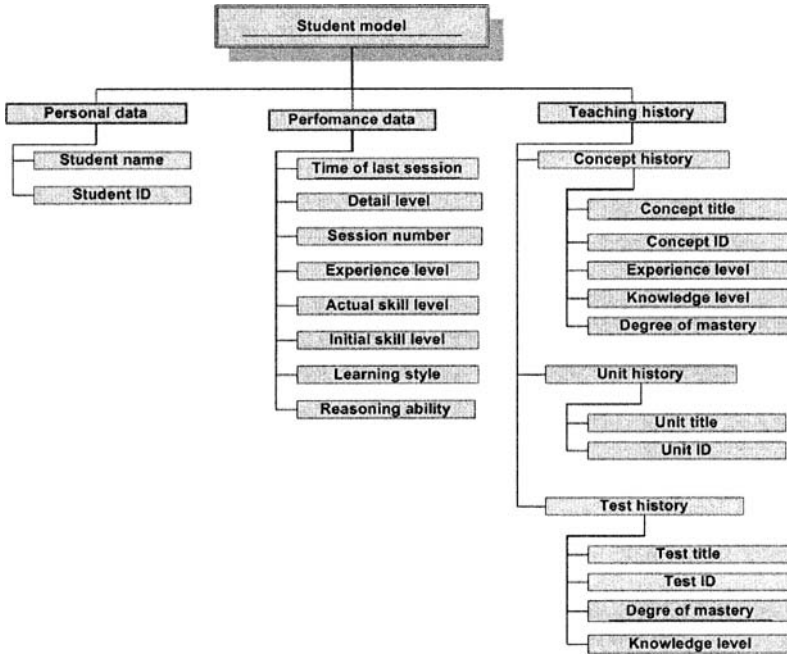 Student model
Personal data
Student name
Student ID
Perfomance data
Time of last session
Detail level
Session number
Experience level
Actual skill level
Initial skill level
Learning style
Reasoning ability
Teaching history
Concept history
Concept title
Concept ID
Experience level
Knowledge level
Degree of mastery
Unit history
Unit title
Unit ID
Test history
Test title
Test ID
Degre of mastery
Knowledge level